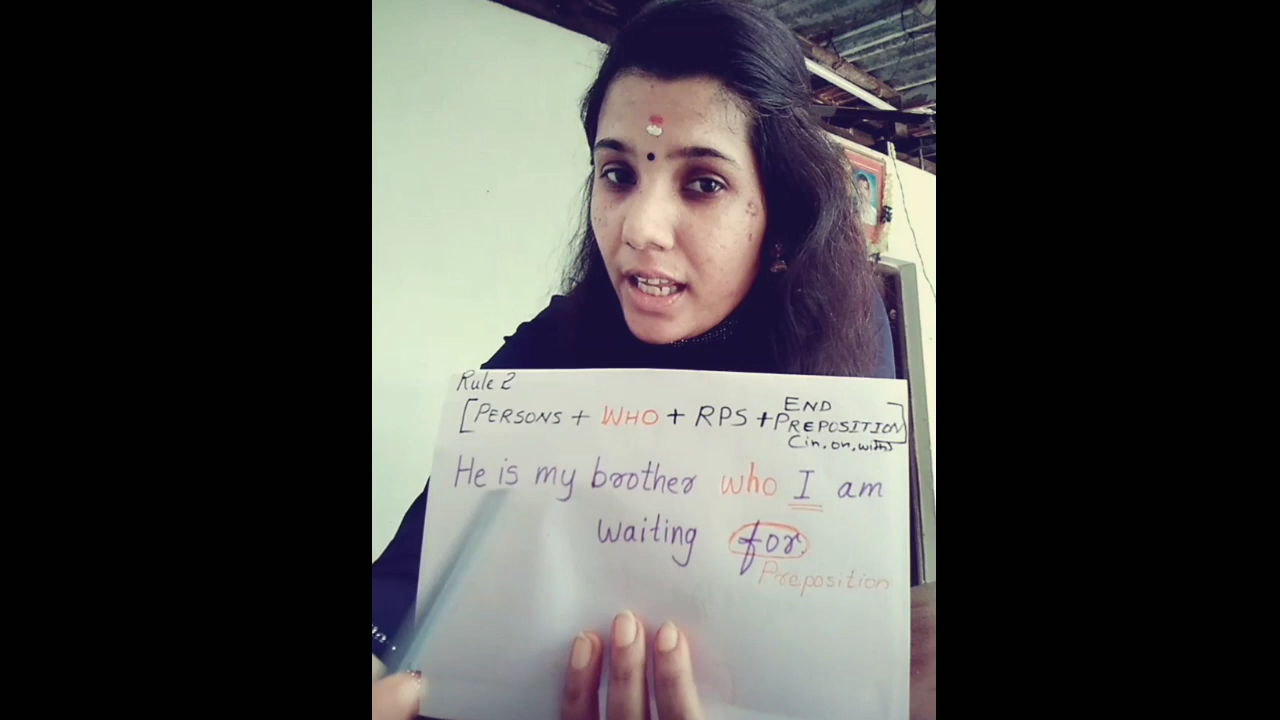 Rule 2
[PERSONS + WHO + RPS + END PREPOSITION]
(in, on, with)
He is my brother who I am
waiting for.
Preposition